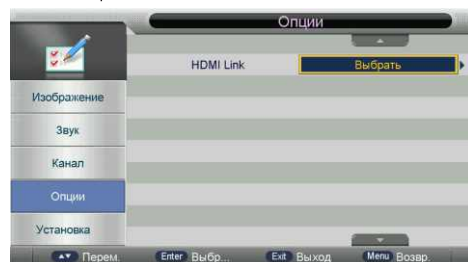 Опции
HDMI Link Выбрать
Изображение
Звук
Канал
Опции
Установка
Перем. Enter Выбр... Exit Выход Menu Возвр.